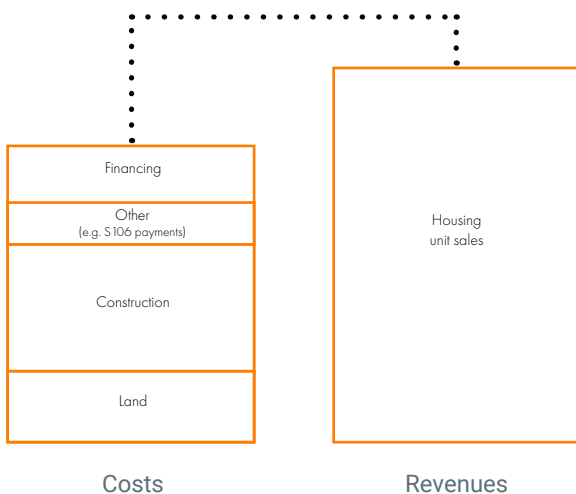 Financing
Other
(e.g. S106 payments)
Housing
unit sales
Construction
Land
Costs
Revenues